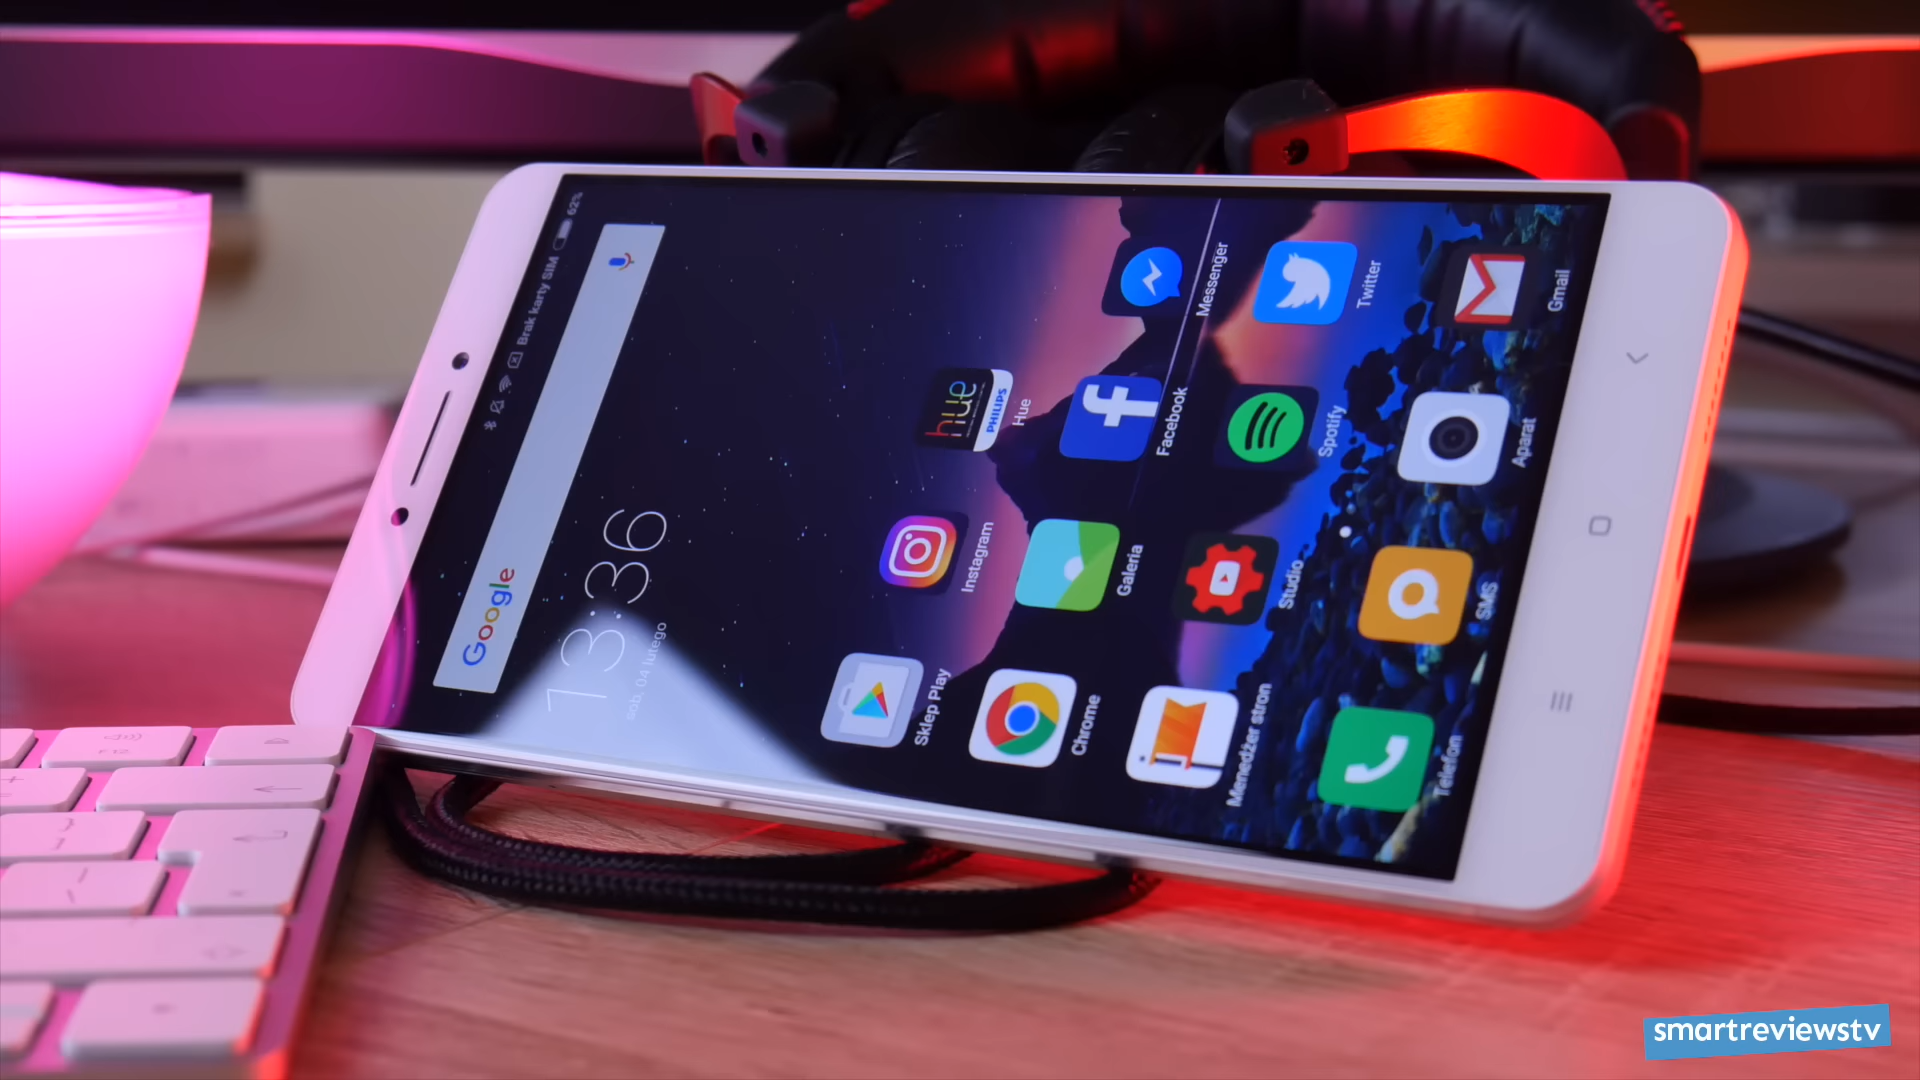 Brak karty SIM 62%
Google
13:36
sob. 04 lutego
hue
PHILIPS
Hue
Messenger
Instagram
Facebook
Twitter
Sklep Play
Galeria
Spotify
Gmail
Chrome
Studio
Aparat
Menedżer stron
SMS
Telefon
F12
smartreviewstv